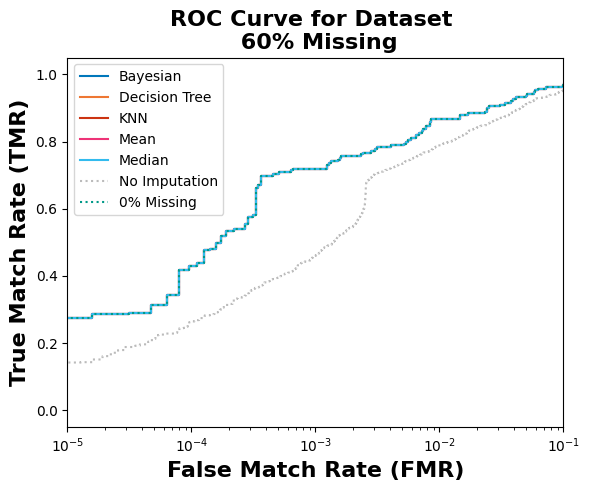 ROC Curve for Dataset
60% Missing
True Match Rate (TMR)
1.0
0.8
0.6
0.4
0.2
0.0
Bayesian
Decision Tree
KNN
Mean
Median
No Imputation
0% Missing
10⁻⁵
10⁻⁴
10⁻³
10⁻²
10⁻¹
False Match Rate (FMR)